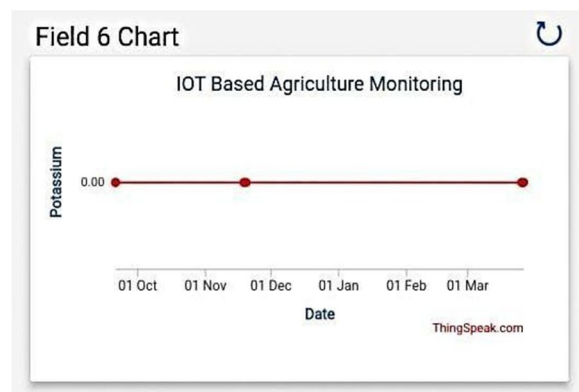 Field 6 Chart
IOT Based Agriculture Monitoring
Potassium
0.00
01 Oct 01 Nov 01 Dec 01 Jan 01 Feb 01 Mar
Date
ThingSpeak.com